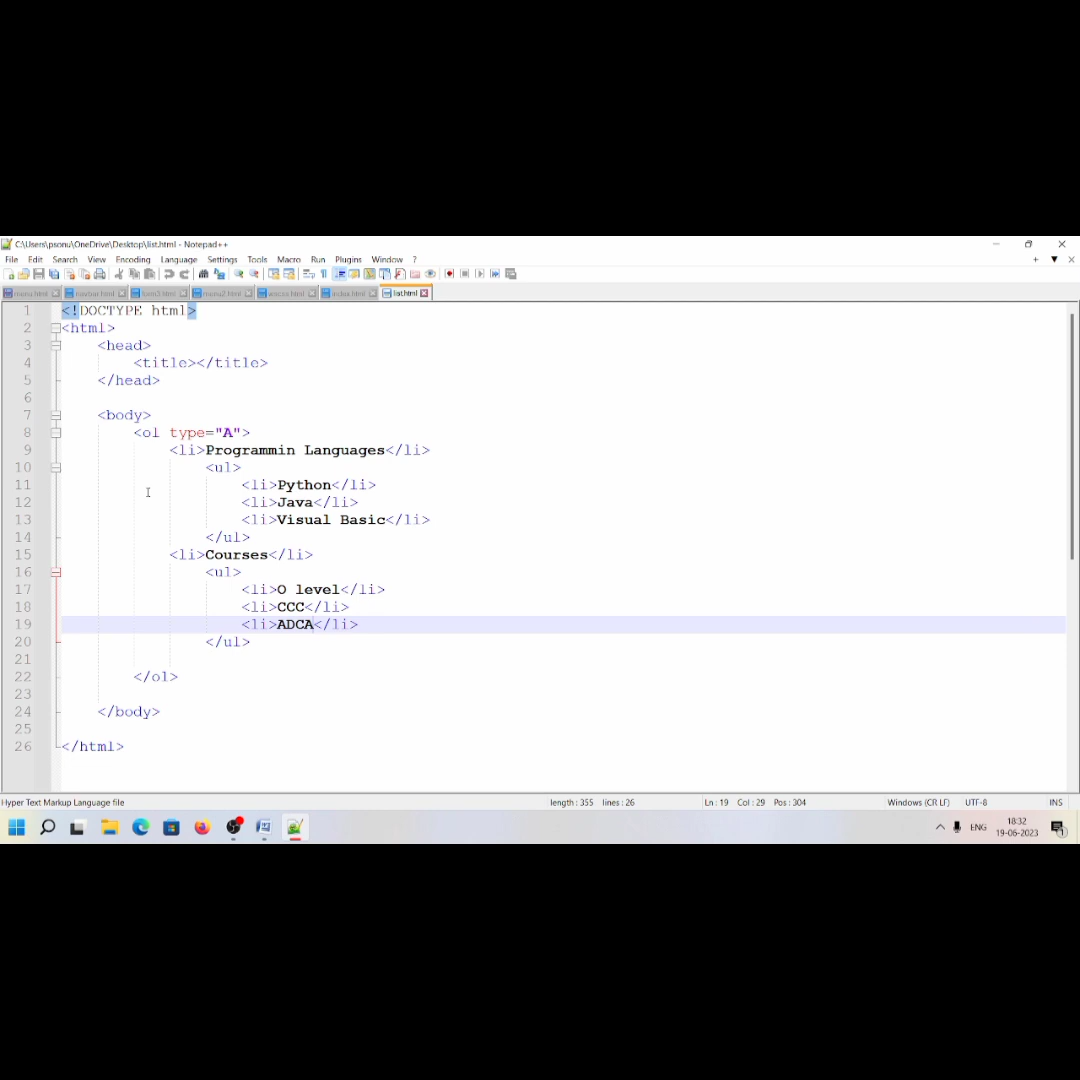 C:\Users\psonu\OneDrive\Desktop\list.html - Notepad++
File Edit Search View Encoding Language Settings Tools Macro Run Plugins Window ?
menu2.html index.html list.html
1 <!DOCTYPE html>
2 <html>
3 <head>
4 <title></title>
5 </head>
6
7 <body>
8 <ol type="A">
9 <li>Programmin Languages</li>
10 <ul>
11 <li>Python</li>
12 <li>Java</li>
13 <li>Visual Basic</li>
14 </ul>
15 <li>Courses</li>
16 <ul>
17 <li>O level</li>
18 <li>CCC</li>
19 <li>ADCA</li>
20 </ul>
21
22 </ol>
23
24 </body>
25
26 </html>
Hyper Text Markup Language file length : 355 lines : 26 Ln : 19 Col : 29 Pos : 304 Windows (CR LF) UTF-8 INS
ENG 18:32
19-06-2023